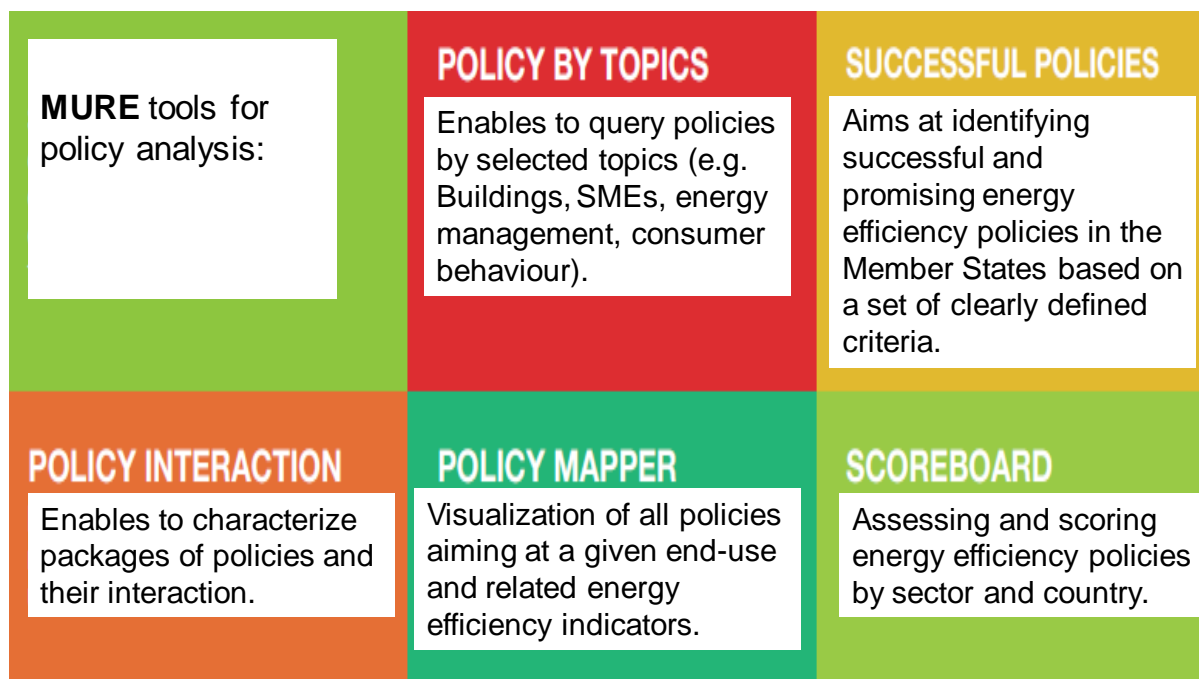 MURE tools for
policy analysis:
POLICY BY TOPICS
Enables to query policies
by selected topics (e.g.
Buildings, SMEs, energy
management, consumer
behaviour).
SUCCESSFUL POLICIES
Aims at identifying
successful and
promising energy
efficiency policies in the
Member States based on
a set of clearly defined
criteria.
POLICY INTERACTION
Enables to characterize
packages of policies and
their interaction.
POLICY MAPPER
Visualization of all policies
aiming at a given end-use
and related energy
efficiency indicators.
SCOREBOARD
Assessing and scoring
energy efficiency policies
by sector and country.